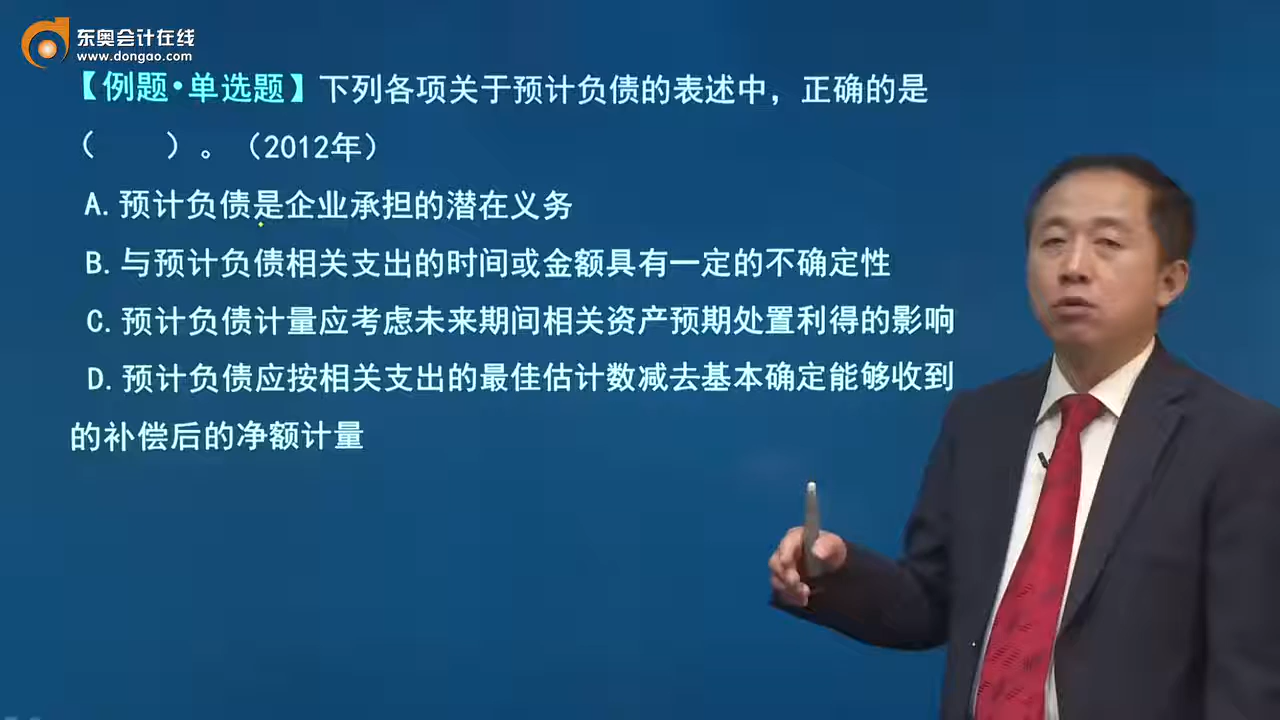 东奥会计在线
www.dongao.com
【例题•单选题】下列各项关于预计负债的表述中，正确的是
（  ）。（2012年）
A.预计负债是企业承担的潜在义务
B.与预计负债相关支出的时间或金额具有一定的不确定性
C.预计负债计量应考虑未来期间相关资产预期处置利得的影响
D.预计负债应按相关支出的最佳估计数减去基本确定能够收到
的补偿后的净额计量